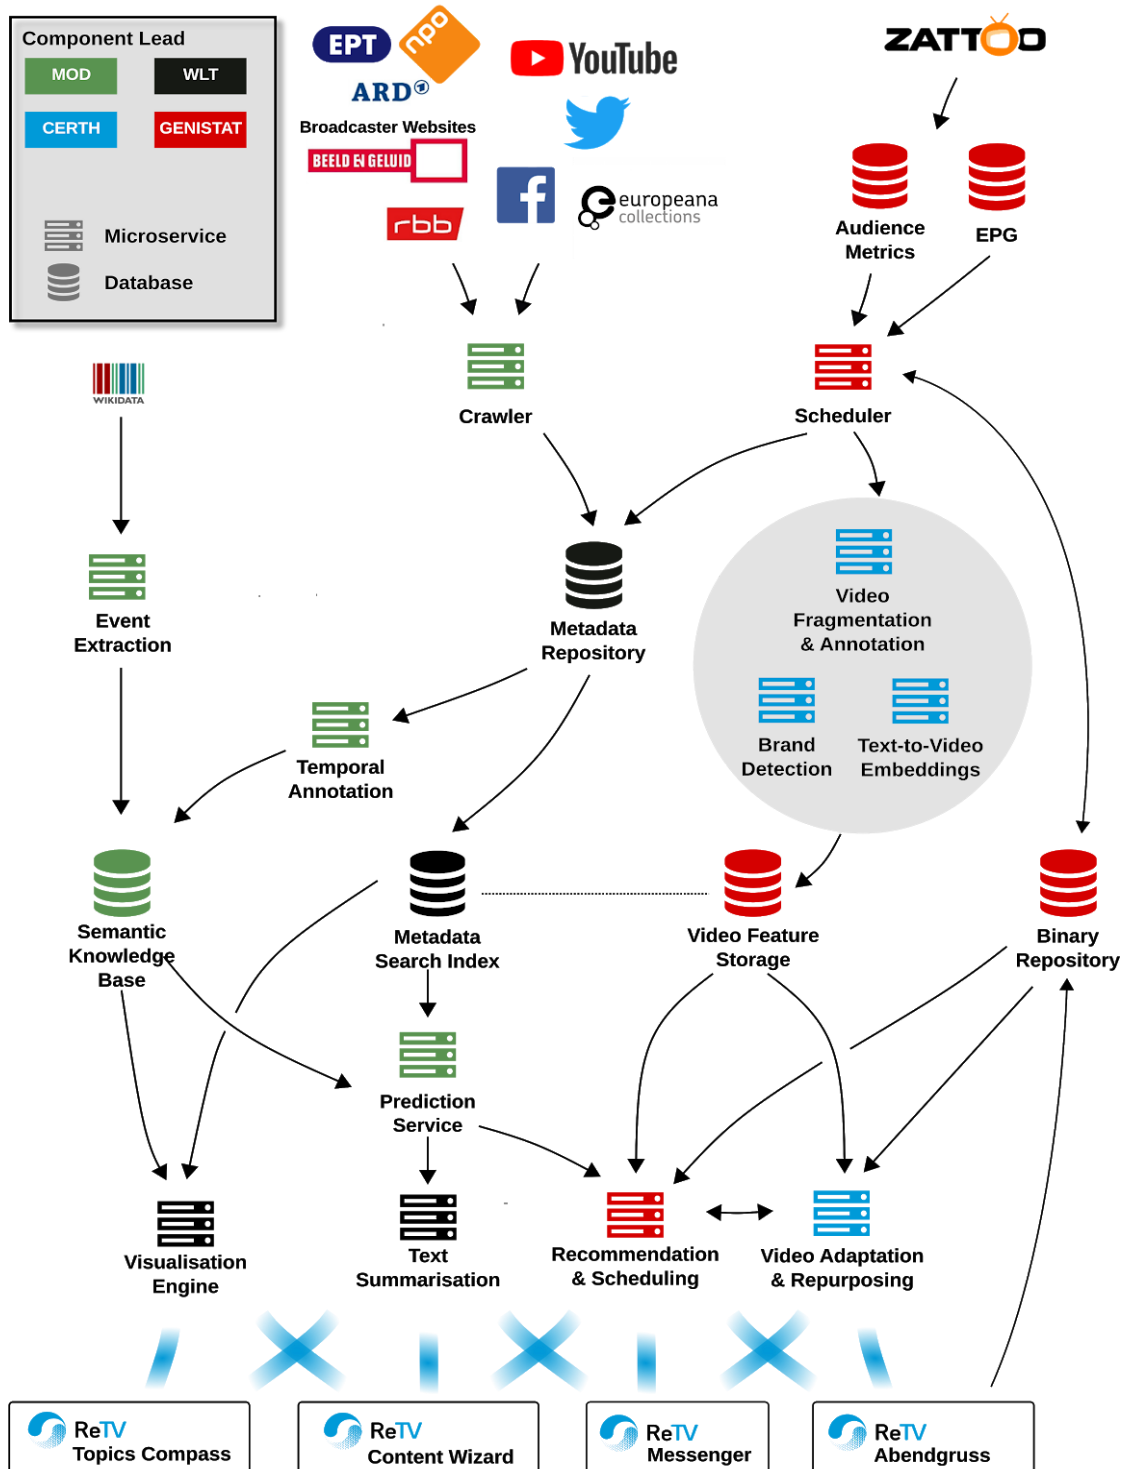 Component Lead
MOD
WLT
CERTH
GENISTAT
Microservice
Database
EPT
npo
ARD
Broadcaster Websites
BEELD EN GELUID
rbb
YouTube
europeana
collections
ZATTOO
Audience
Metrics
EPG
WIKIDATA
Crawler
Scheduler
Event
Extraction
Metadata
Repository
Video
Fragmentation
& Annotation
Brand
Detection
Text-to-Video
Embeddings
Temporal
Annotation
Semantic
Knowledge
Base
Metadata
Search Index
Video Feature
Storage
Binary
Repository
Prediction
Service
Visualisation
Engine
Text
Summarisation
Recommendation
& Scheduling
Video Adaptation
& Repurposing
ReTV
Topics Compass
ReTV
Content Wizard
ReTV
Messenger
ReTV
Abendgruss